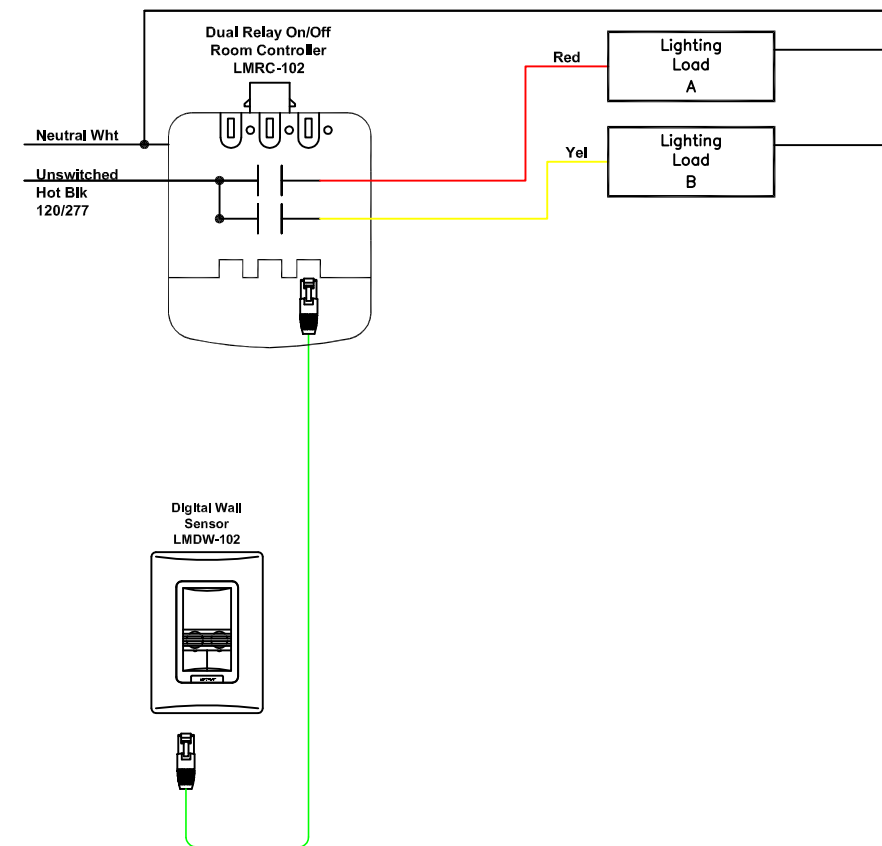 Dual Relay On/Off
Room Controller
LMRC-102
Red
Lighting
Load
A
Neutral Wht
Yel
Lighting
Load
B
Unswitched
Hot Blk
120/277
Digital Wall
Sensor
LMDW-102